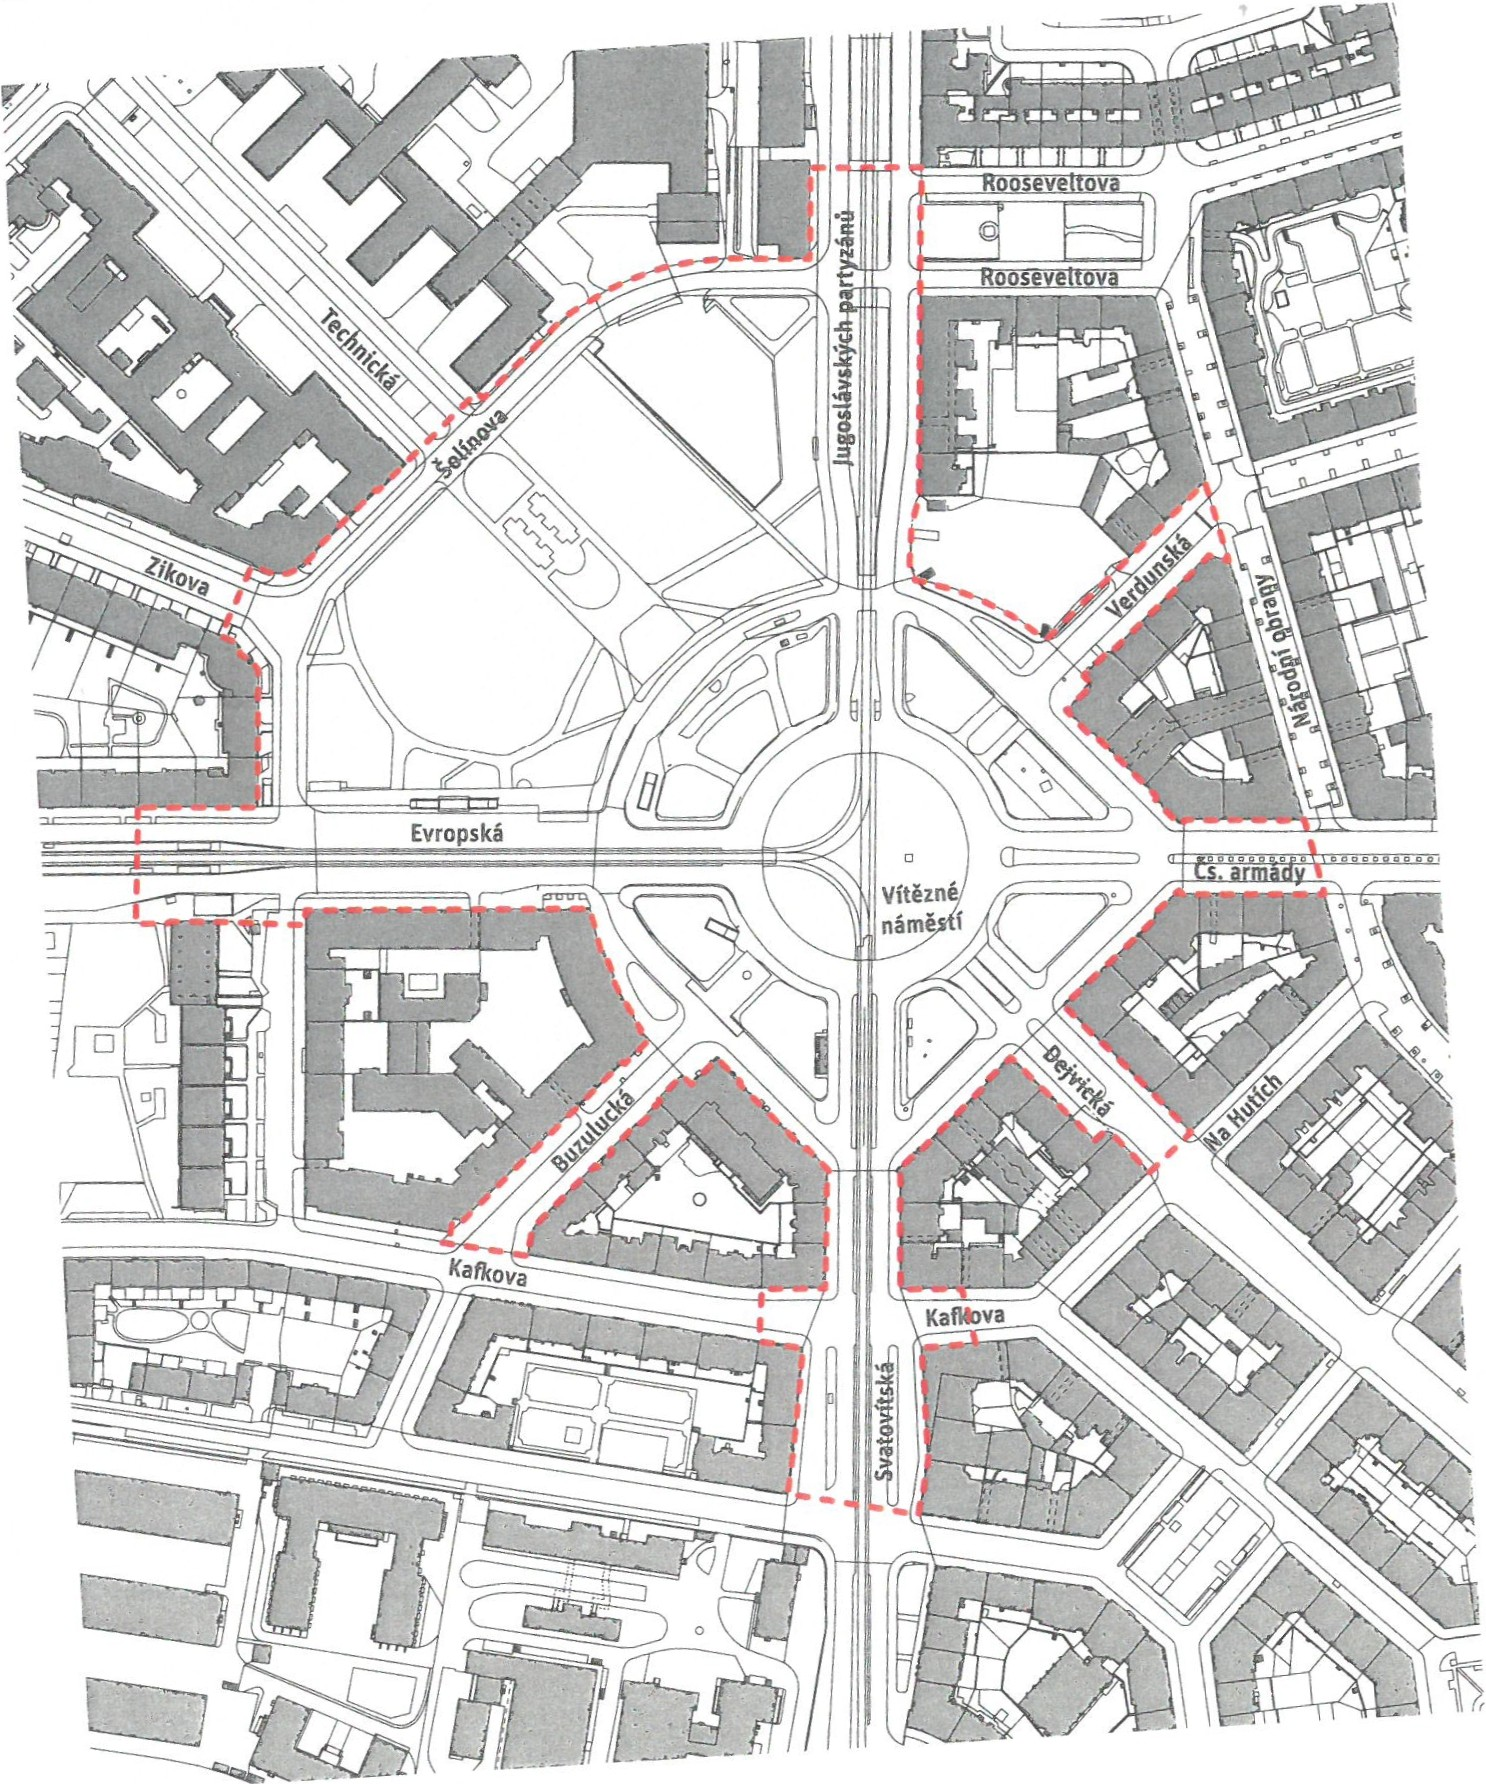 Rooseveltova
Rooseveltova
Jugoslávských partyzánů
Technická
Šolínova
Zikova
Verdunská
Národní obrany
Evropská
Čs. armády
Vítězné
náměstí
Dejvická
Na Hutích
Buzulucká
Kafkova
Kafkova
Svatovítská